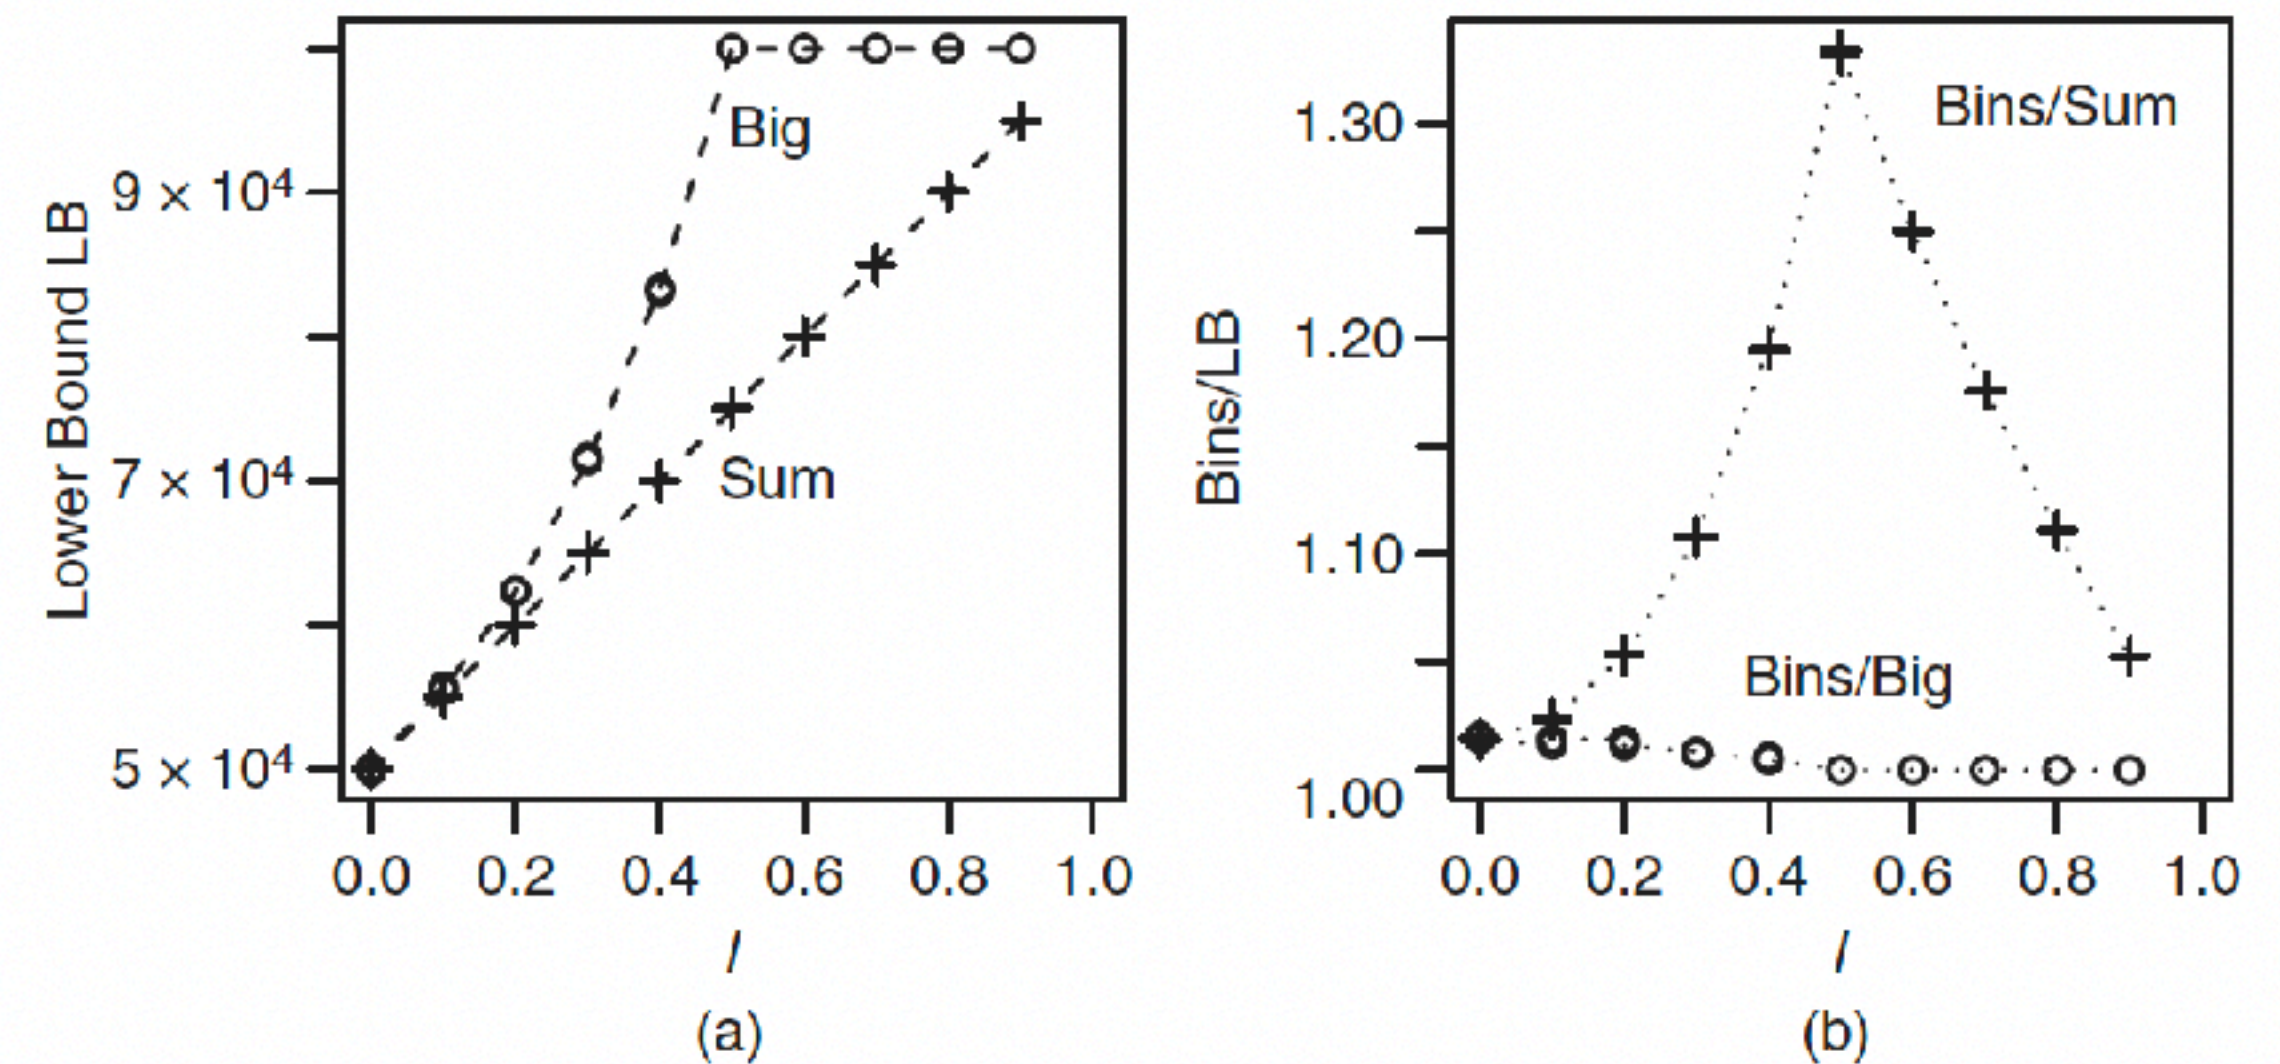 Lower Bound LB
9 × 10⁴
7 × 10⁴
5 × 10⁴
Big
Sum
0.0 0.2 0.4 0.6 0.8 1.0
l
(a)
Bins/LB
1.30
1.20
1.10
1.00
Bins/Sum
Bins/Big
0.0 0.2 0.4 0.6 0.8 1.0
l
(b)